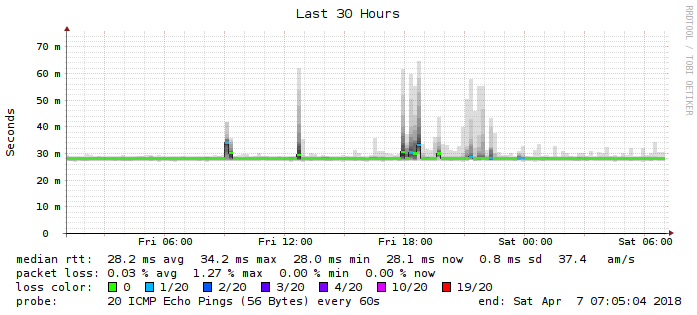 Last 30 Hours
RRDTOOL / TOBI OETIKER
Seconds
70 m
60 m
50 m
40 m
30 m
20 m
10 m
0
Fri 06:00 Fri 12:00 Fri 18:00 Sat 00:00 Sat 06:00
median rtt: 28.2 ms avg 34.2 ms max 28.0 ms min 28.1 ms now 0.8 ms sd 37.4 am/s
packet loss: 0.03 % avg 1.27 % max 0.00 % min 0.00 % now
loss color: 0 1/20 2/20 3/20 4/20 10/20 19/20
probe: 20 ICMP Echo Pings (56 Bytes) every 60s end: Sat Apr 7 07:05:04 2018